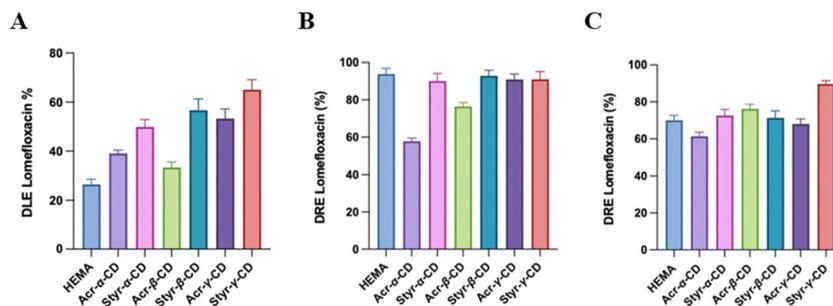 A
DLE Lomefloxacin %
80
60
40
20
0
HEMA
Acr-α-CD
Styr-α-CD
Acr-β-CD
Styr-β-CD
Acr-γ-CD
Styr-γ-CD
B
DRE Lomefloxacin (%)
100
80
60
40
20
0
HEMA
Acr-α-CD
Styr-α-CD
Acr-β-CD
Styr-β-CD
Acr-γ-CD
Styr-γ-CD
C
DRE Lomefloxacin (%)
100
80
60
40
20
0
HEMA
Acr-α-CD
Styr-α-CD
Acr-β-CD
Styr-β-CD
Acr-γ-CD
Styr-γ-CD